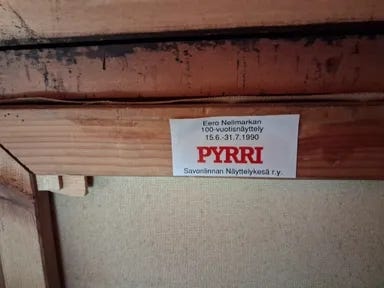 Eero Nelimarkan
100-vuotisnäyttely
15.6.-31.7.1990
PYRRI
Savonlinnan Näyttelykesä r.y.